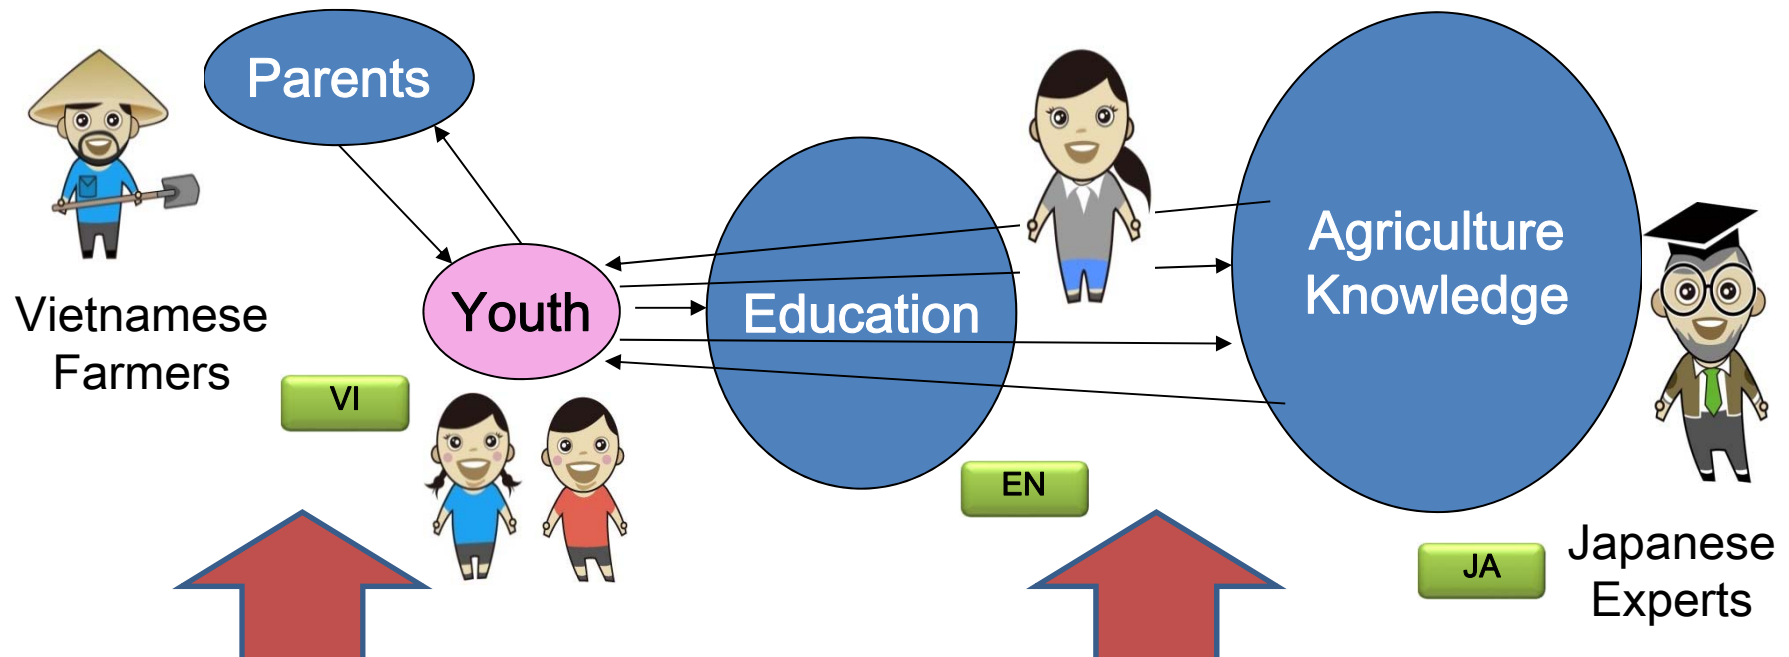 Parents
Agriculture
Knowledge
Youth
Education
Vietnamese
Farmers
VI
EN
JA
Japanese
Experts